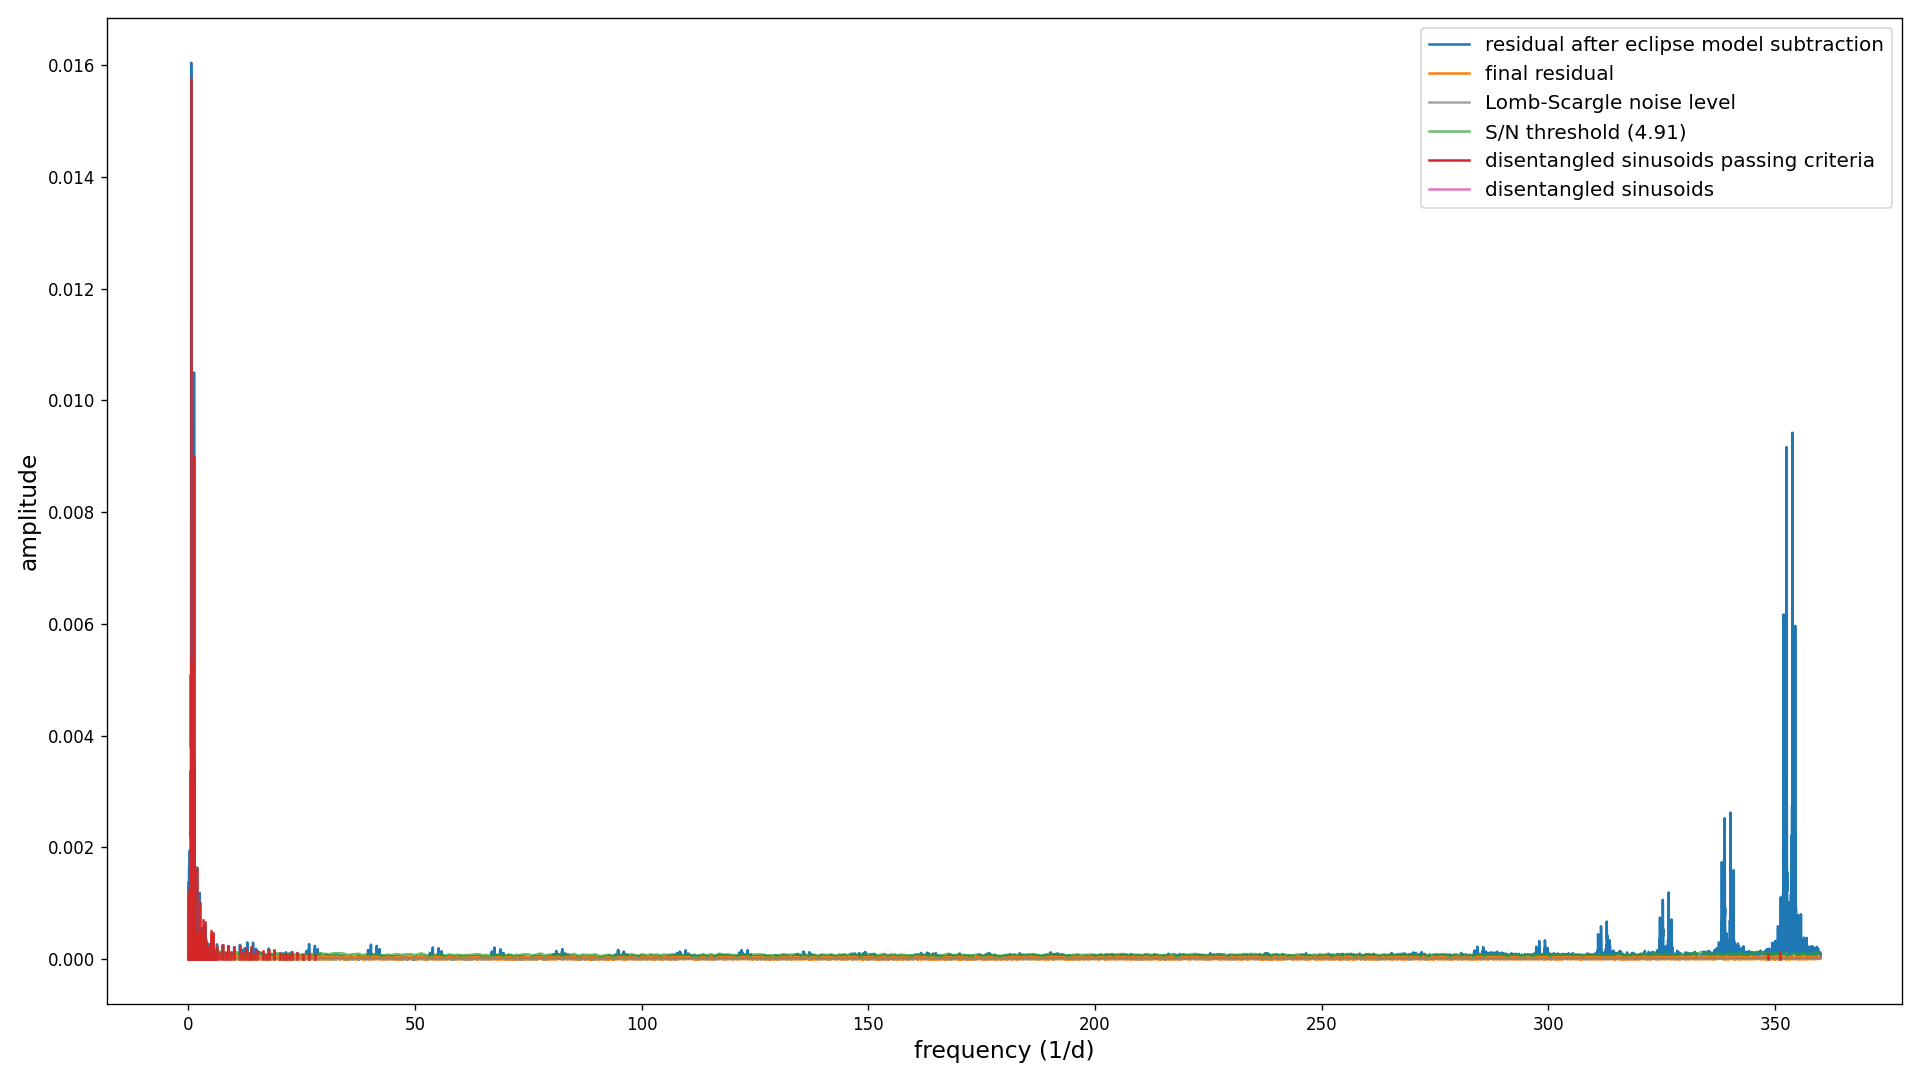 residual after eclipse model subtraction
final residual
Lomb-Scargle noise level
S/N threshold (4.91)
disentangled sinusoids passing criteria
disentangled sinusoids
0.016
0.014
0.012
0.010
0.008
0.006
0.004
0.002
0.000
amplitude
0 50 100 150 200 250 300 350
frequency (1/d)